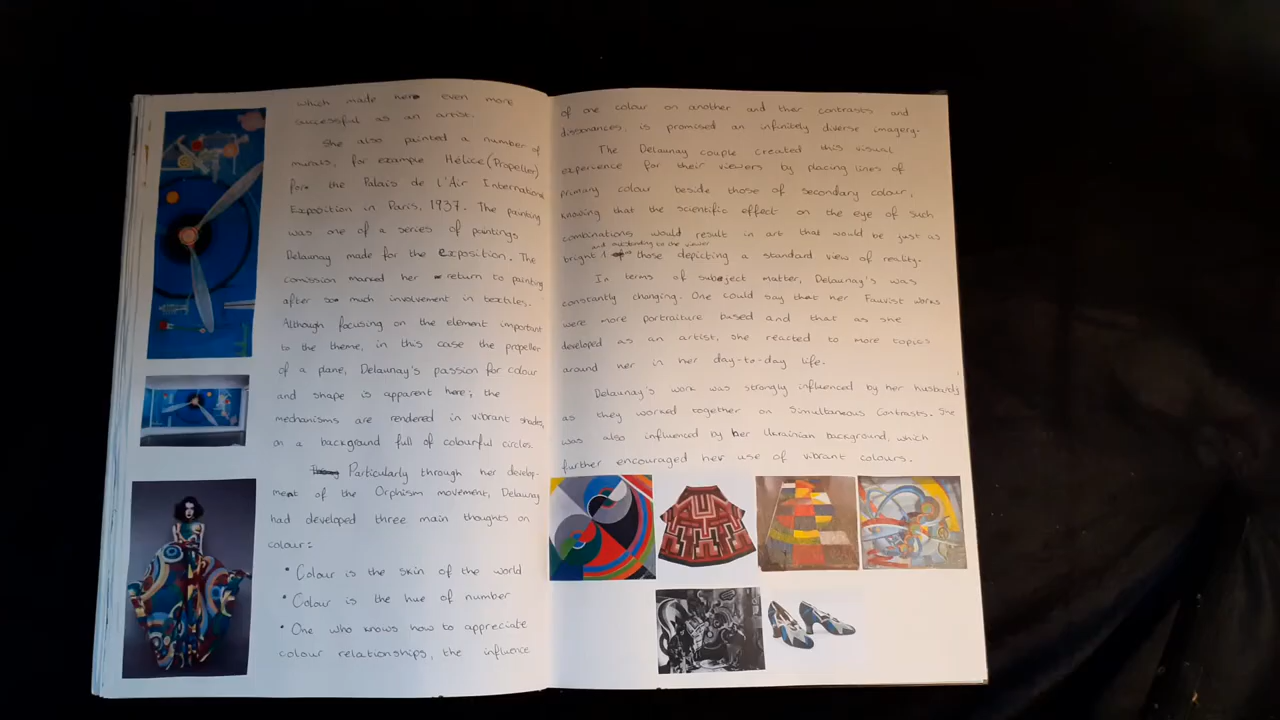 which made her even more
successful as an artist.
She also painted a number of
murals, for example Hélice (Propeller)
for the Palais de L'Air International
Exposition in Paris, 1937. The painting
was one of a series of paintings
Delaunay made for the exposition. The
comission marked her return to painting
after so much involvement in textiles.
Although focusing on the element important
to the theme, in this case the propeller
of a plane, Delaunay's passion for colour
and shape is apparent here; the
mechanisms are rendered in vibrant shades
on a background full of colourful circles.
Particularly through her develop-
ment of the Orphism movement, Delaunay
had developed three main thoughts on
colour:
• Colour is the skin of the world
• Colour is the hue of number
• One who knows how to appreciate
colour relationships, the influence
of one colour on another and their contrasts and
dissonances, is promised an infinitely diverse imagery.
The Delaunay couple created this visual
experience for their viewers by placing lines of
primary colour beside those of secondary colour,
knowing that the scientific effect on the eye of such
combinations would result in art that would be just as
and outstanding to the viewer
bright as those depicting a standard view of reality.
In terms of subject matter, Delaunay's was
constantly changing. One could say that her Fauvist works
were more portraiture based and that as she
developed as an artist, she reacted to more topics
around her in her day-to-day life.
Delaunay's work was strongly influenced by her husband's
as they worked together on Simultaneous Contrasts. She
was also influenced by her Ukrainian background, which
further encouraged her use of vibrant colours.